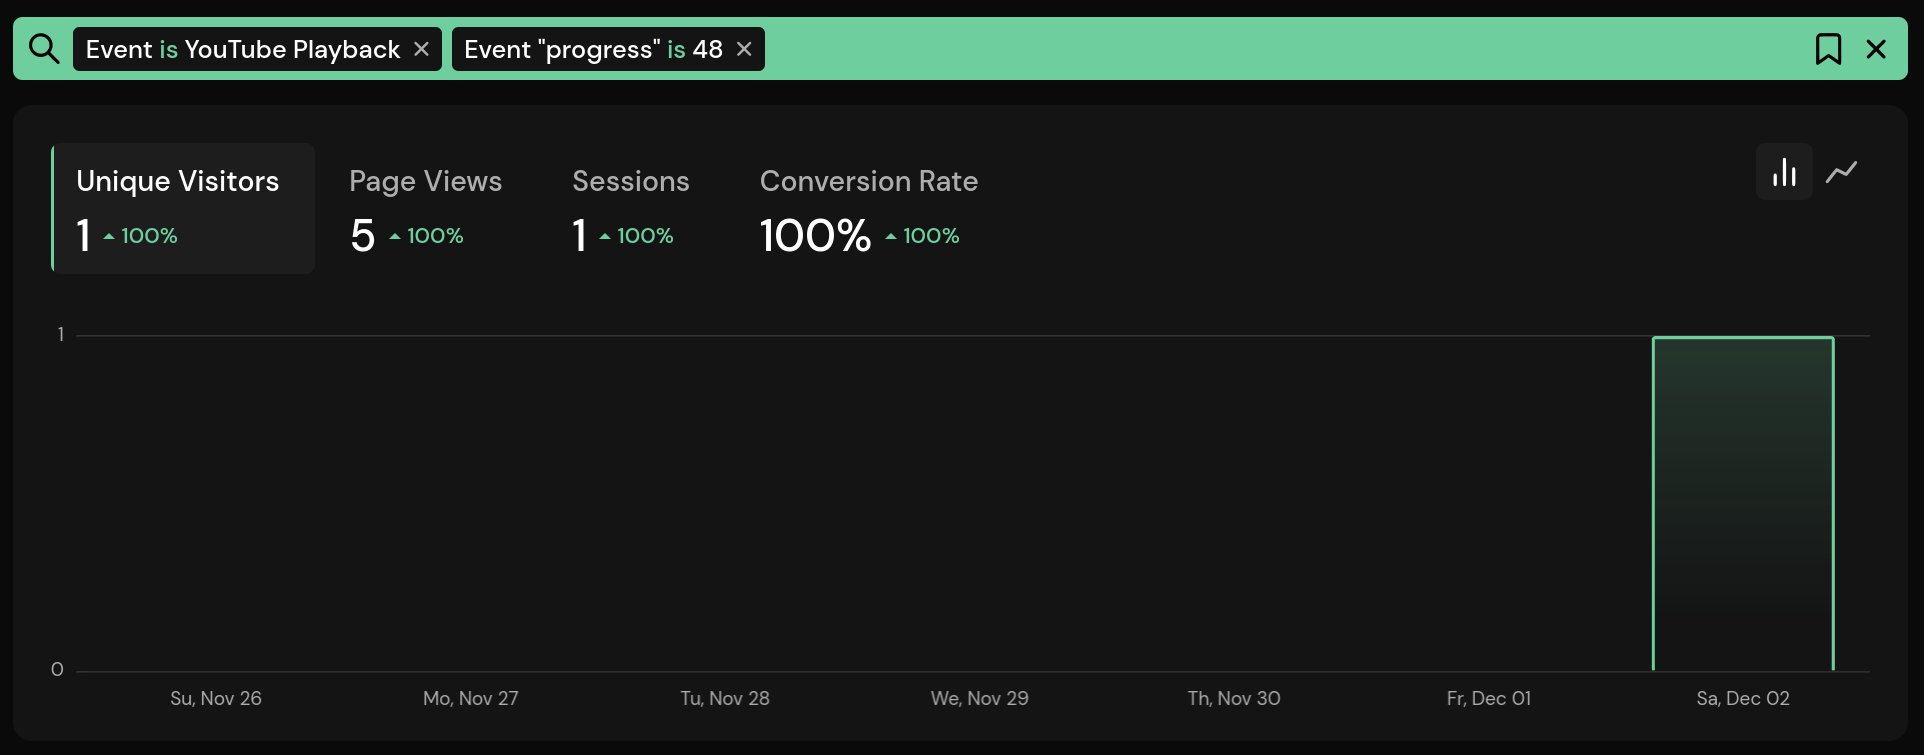 Event is YouTube Playback Event "progress" is 48
Unique Visitors Page Views Sessions Conversion Rate
1 100% 5 100% 1 100% 100% 100%
1
0
Su, Nov 26 Mo, Nov 27 Tu, Nov 28 We, Nov 29 Th, Nov 30 Fr, Dec 01 Sa, Dec 02